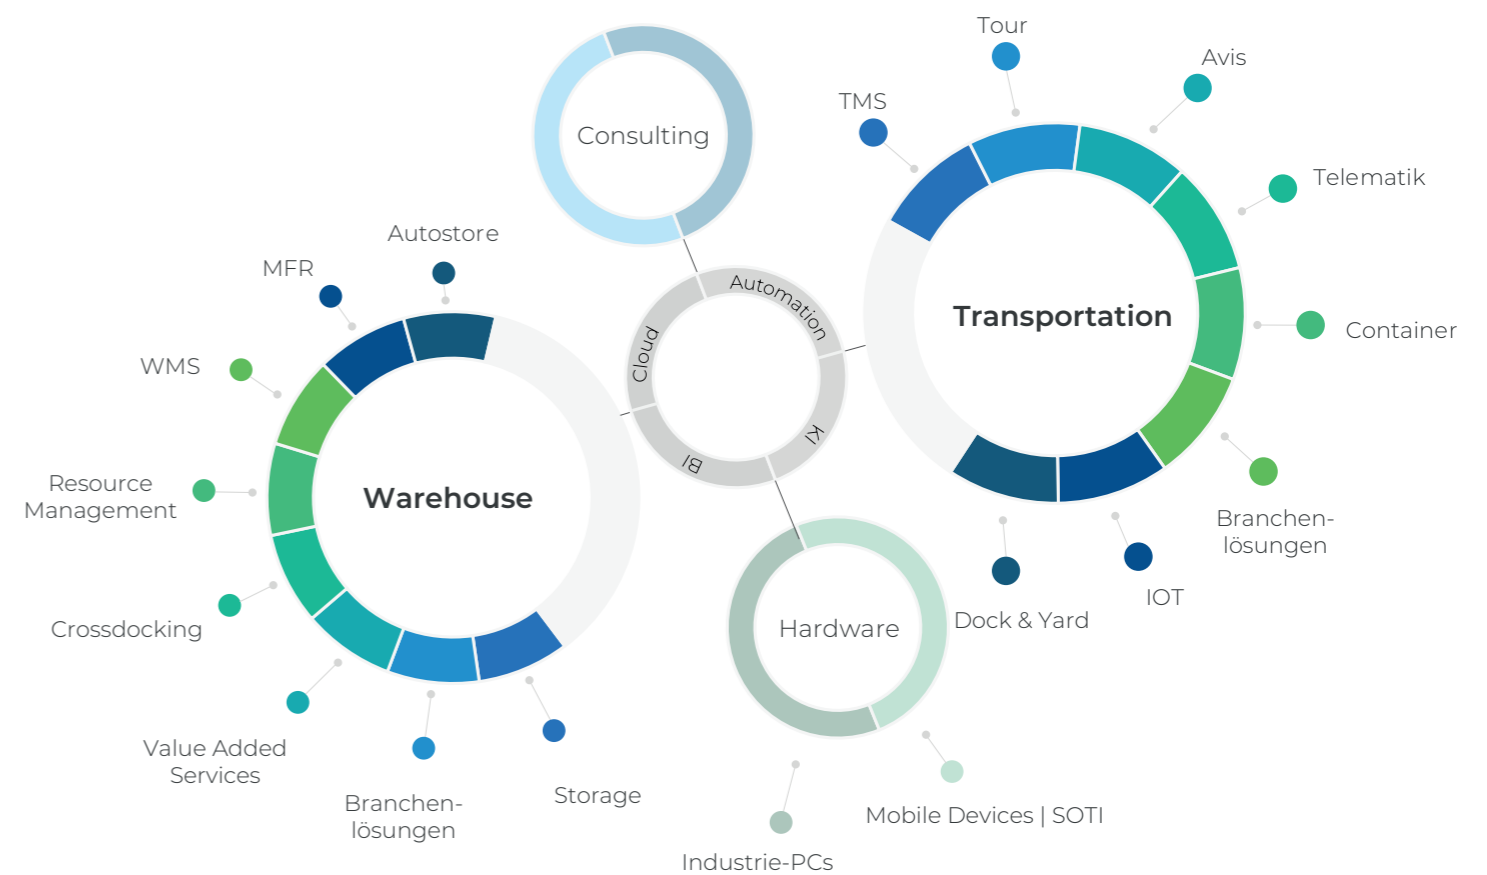 Consulting
Automation
Cloud
KI
BI
Transportation
TMS
Tour
Avis
Telematik
Container
Branchen-
lösungen
IOT
Dock & Yard
Warehouse
Autostore
MFR
WMS
Resource
Management
Crossdocking
Value Added
Services
Branchen-
lösungen
Storage
Hardware
Mobile Devices | SOTI
Industrie-PCs